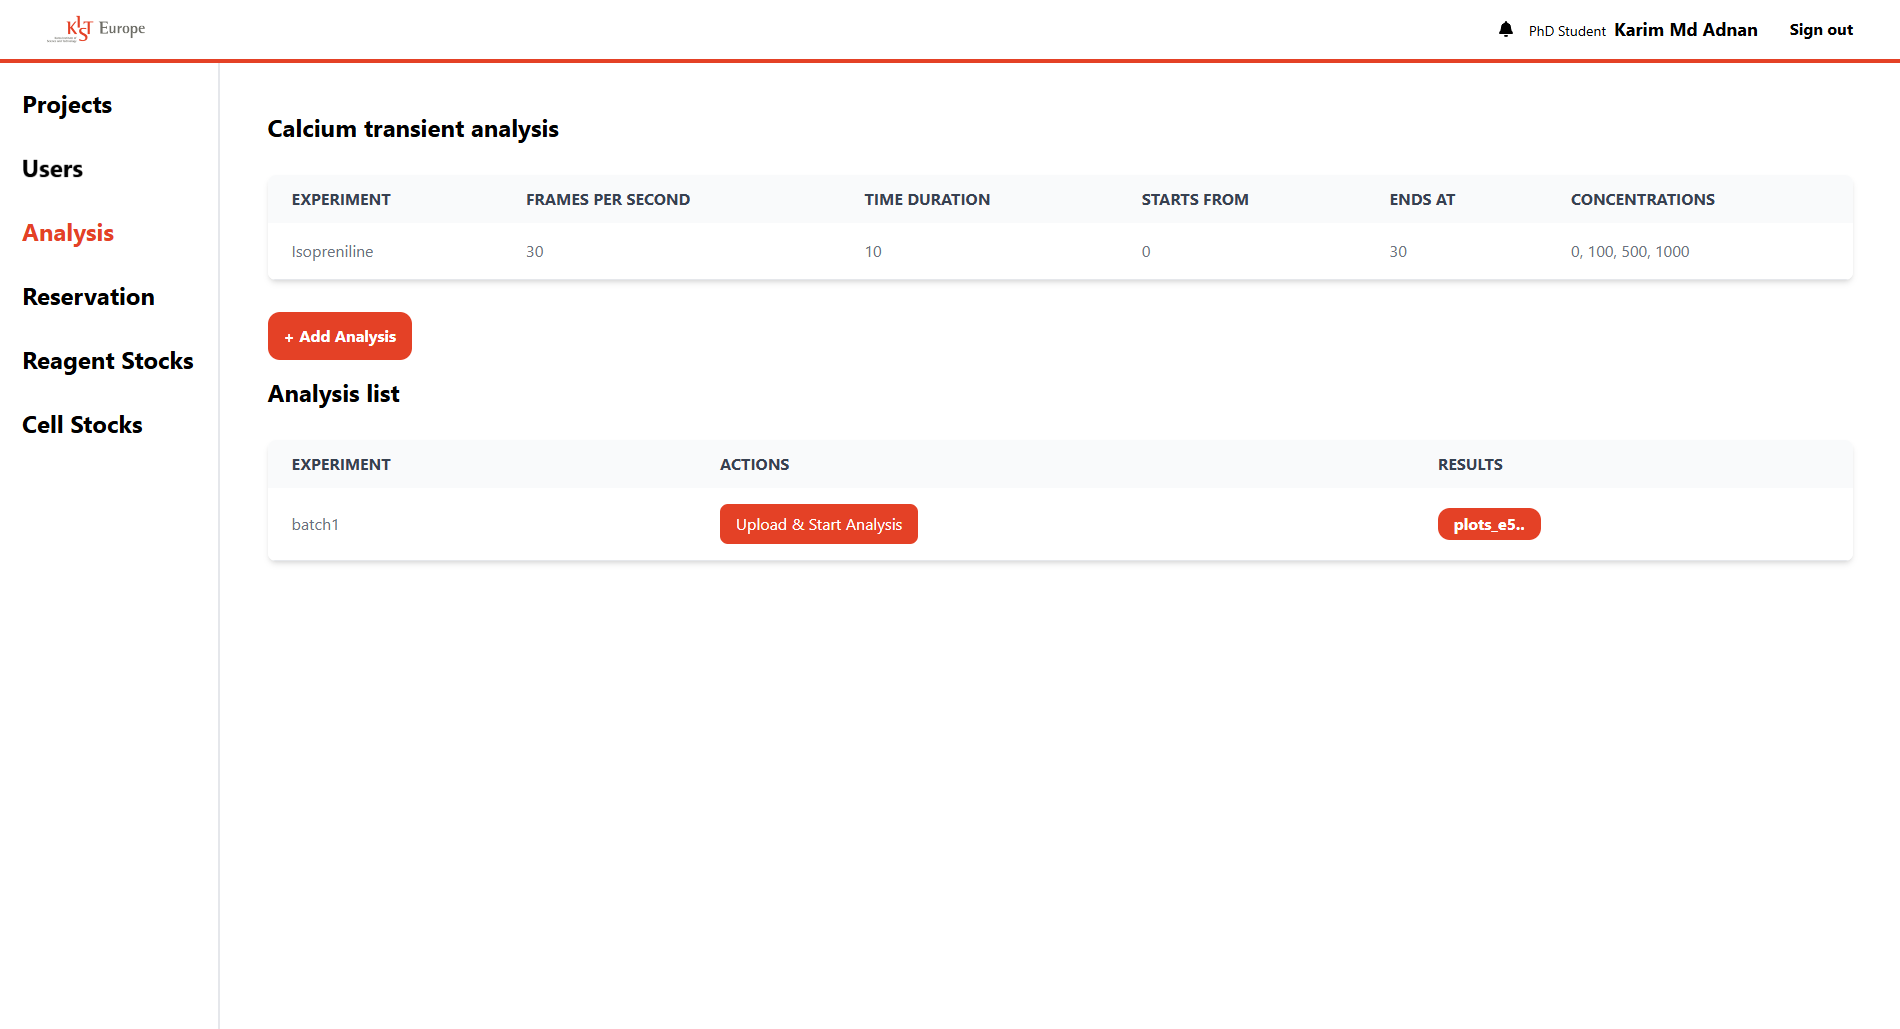 KIST Europe
PhD Student Karim Md Adnan Sign out
Projects
Users
Analysis
Reservation
Reagent Stocks
Cell Stocks
Calcium transient analysis
EXPERIMENT FRAMES PER SECOND TIME DURATION STARTS FROM ENDS AT CONCENTRATIONS
Isopreniline 30 10 0 30 0, 100, 500, 1000
+ Add Analysis
Analysis list
EXPERIMENT ACTIONS RESULTS
batch1 Upload & Start Analysis plots_e5..